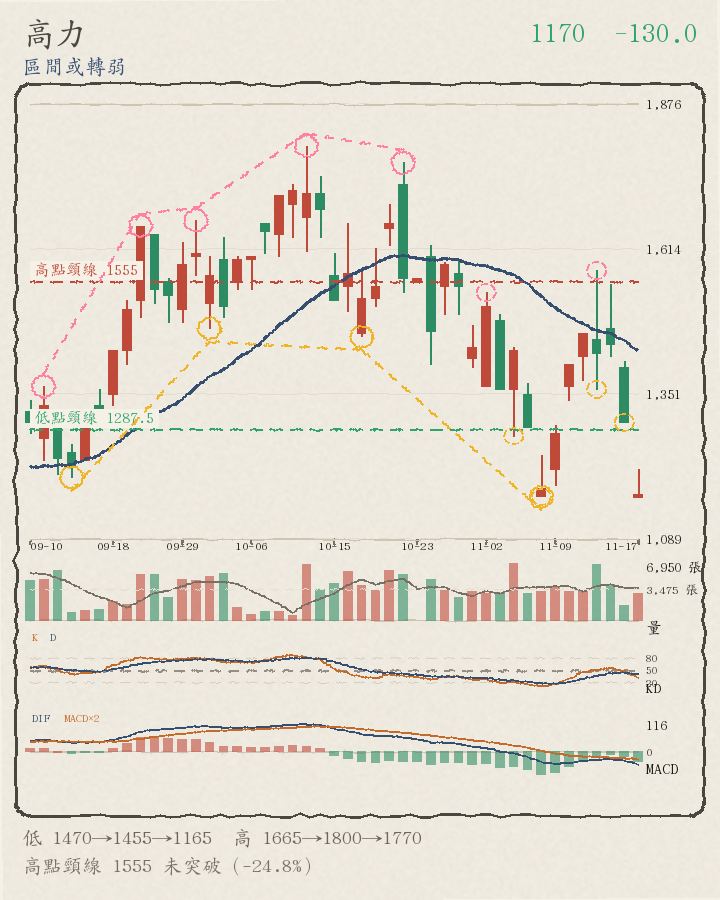 高力
1170 -130.0
區間或轉弱
1,876
1,614
高點頸線 1555
1,351
低點頸線 1287.5
1,089
09-10 09-18 09-29 10-06 10-15 10-23 11-02 11-09 11-17
6,950 張
3,475 張
量
K D
80
50
20
KD
DIF MACD×2
116
0
MACD
低 1470→1455→1165 高 1665→1800→1770
高點頸線 1555 未突破 (-24.8%)